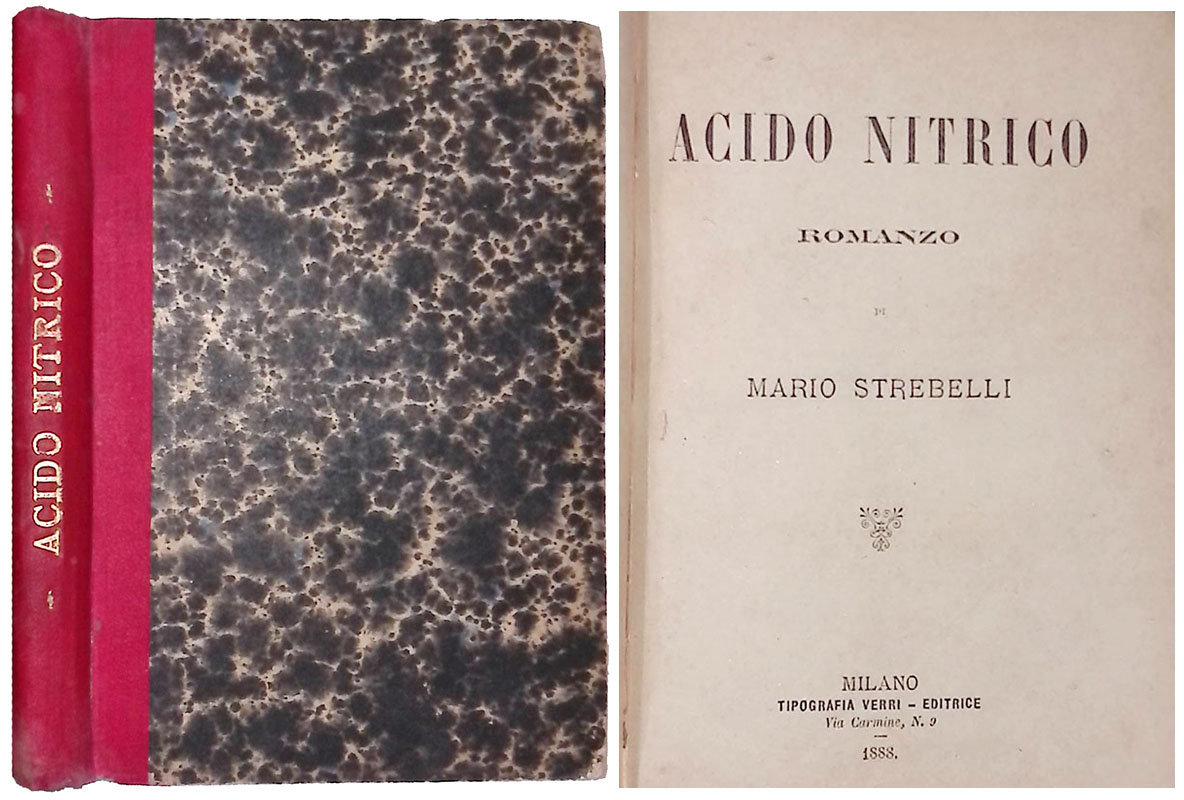 ACIDO NITRICO
ACIDO NITRICO
ROMANZO
DI
MARIO STREBELLI
MILANO
TIPOGRAFIA VERRI - EDITRICE
Via Carmine, N. 9
1888.